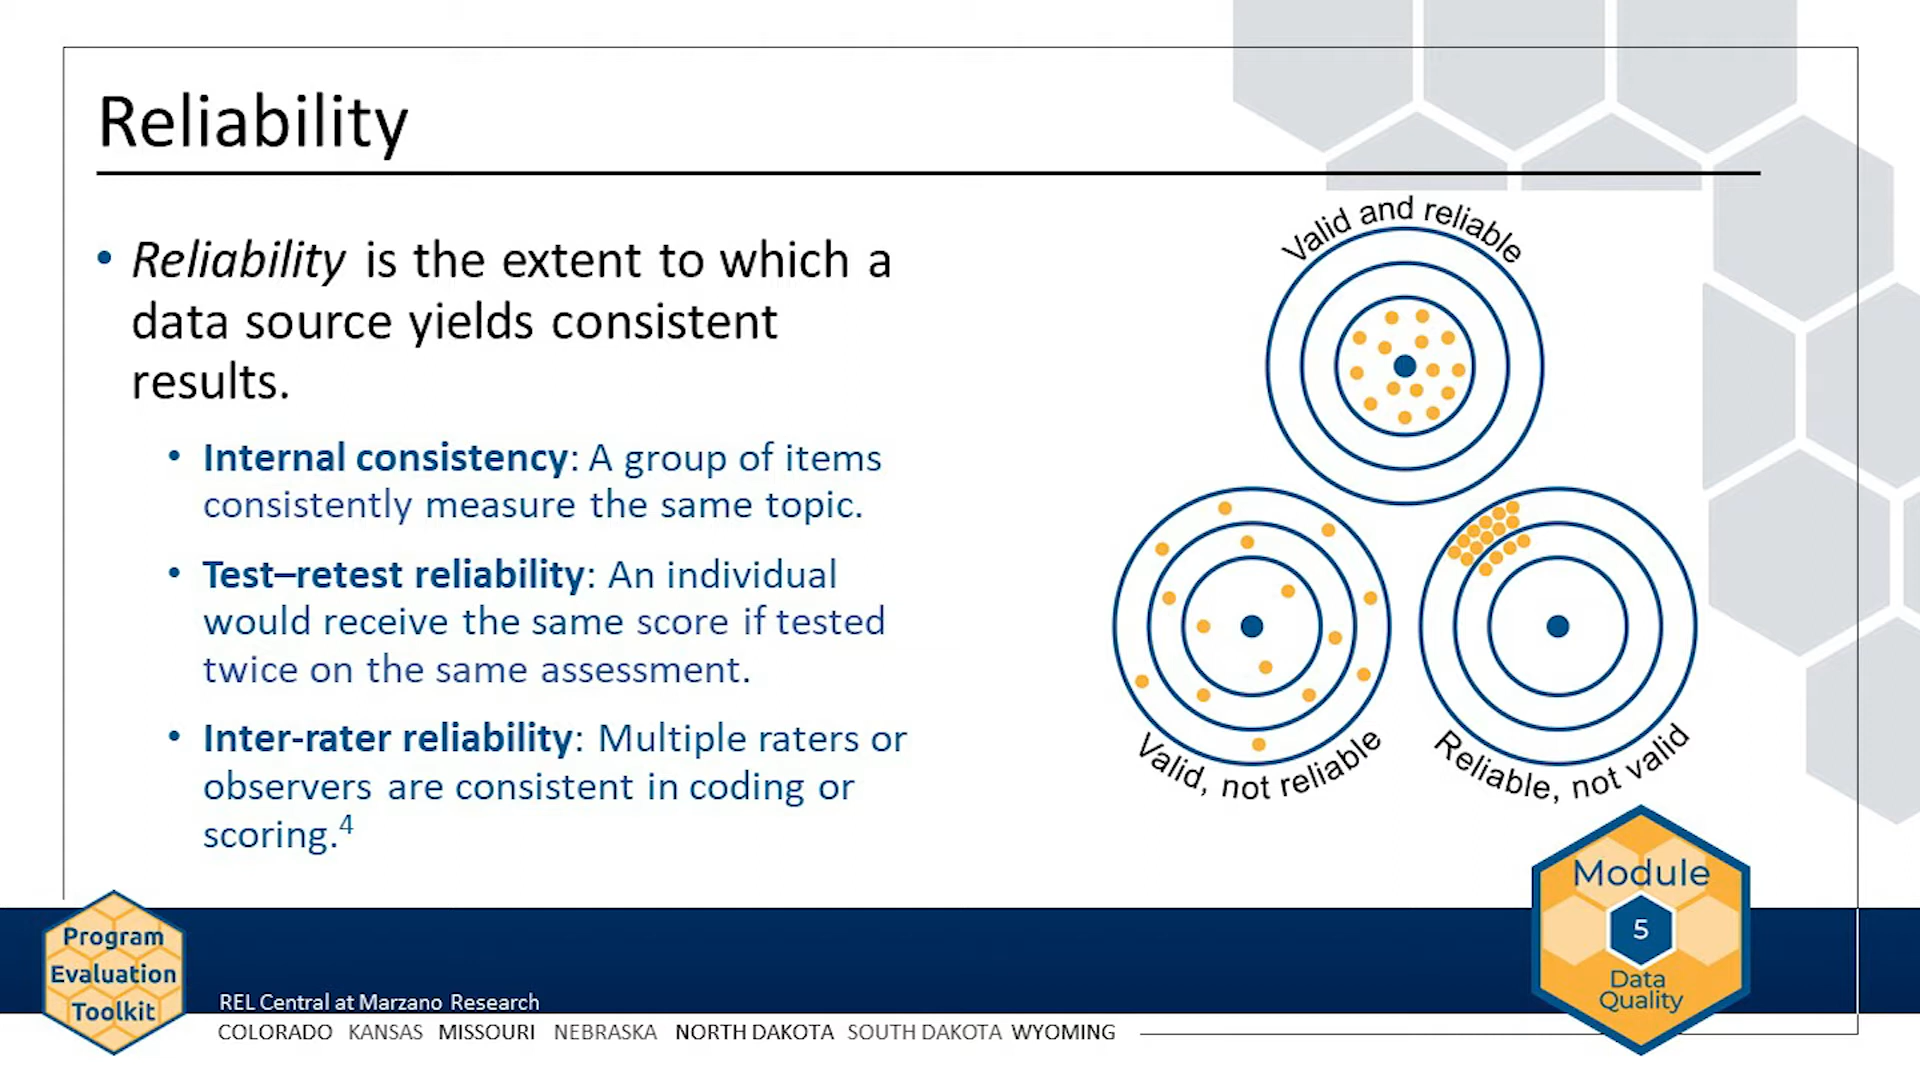 Reliability
• Reliability is the extent to which a
data source yields consistent
results.
• Internal consistency: A group of items
consistently measure the same topic.
• Test–retest reliability: An individual
would receive the same score if tested
twice on the same assessment.
• Inter-rater reliability: Multiple raters or
observers are consistent in coding or
scoring.4
Valid and reliable
Valid, not reliable
Reliable, not valid
Program
Evaluation
Toolkit
REL Central at Marzano Research
COLORADO KANSAS MISSOURI NEBRASKA NORTH DAKOTA SOUTH DAKOTA WYOMING
Module
5
Data
Quality